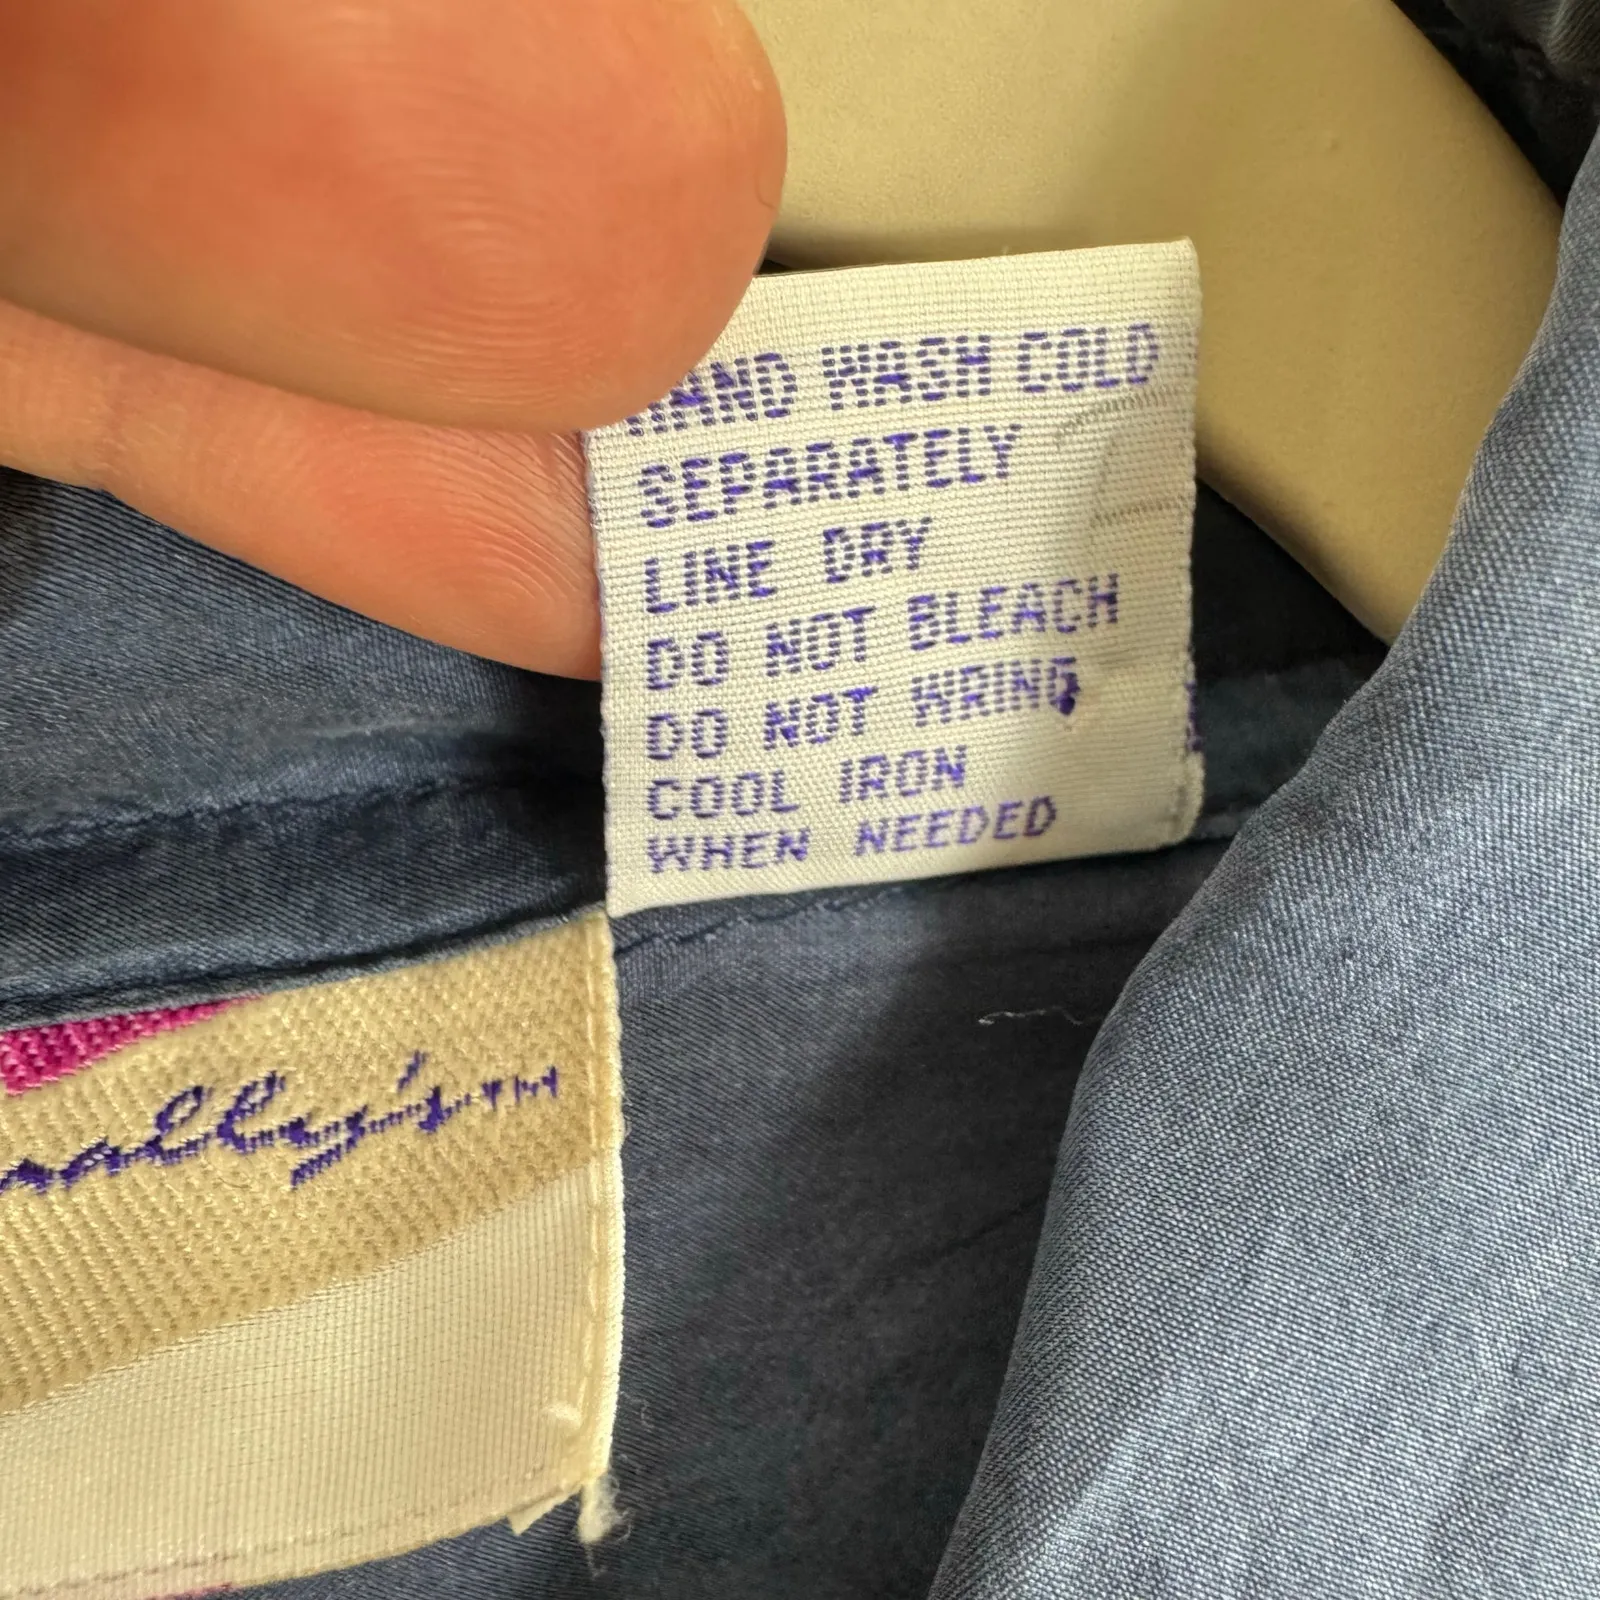 HAND WASH COLD
SEPARATELY
LINE DRY
DO NOT BLEACH
DO NOT WRING
COOL IRON
WHEN NEEDED